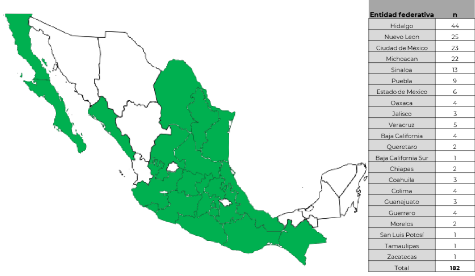 Entidad federativa n
Hidalgo 44
Nuevo Leon 25
Ciudad de Mexico 23
Michoacan 22
Sinaloa 13
Puebla 9
Estado de Mexico 6
Oaxaca 4
Jalisco 3
Veracruz 5
Baja California 4
Queretaro 2
Baja California Sur 1
Chiapas 2
Coahuila 3
Colima 4
Guanajuato 3
Guerrero 4
Morelos 2
San Luis Potosí 1
Tamaulipas 1
Zacatecas 1
Total 182